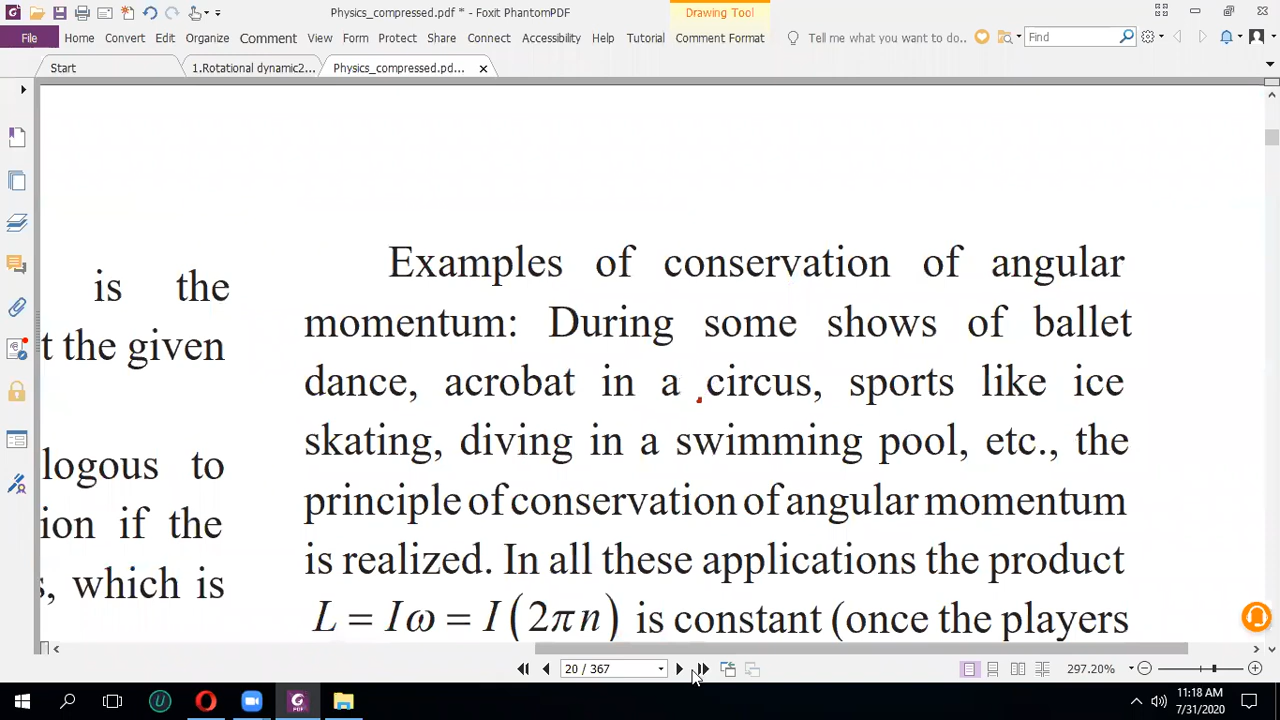 Physics_compressed.pdf * - Foxit PhantomPDF
Drawing Tool
File Home Convert Edit Organize Comment View Form Protect Share Connect Accessibility Help Tutorial Comment Format Tell me what you want to do.. Find
Start 1.Rotational dynamic2... Physics_compressed.pd...
is the
t the given
logous to
ion if the
s, which is
Examples of conservation of angular
momentum: During some shows of ballet
dance, acrobat in a circus, sports like ice
skating, diving in a swimming pool, etc., the
principle of conservation of angular momentum
is realized. In all these applications the product
L = Iω = I(2πn) is constant (once the players
20 / 367
297.20%
11:18 AM
7/31/2020